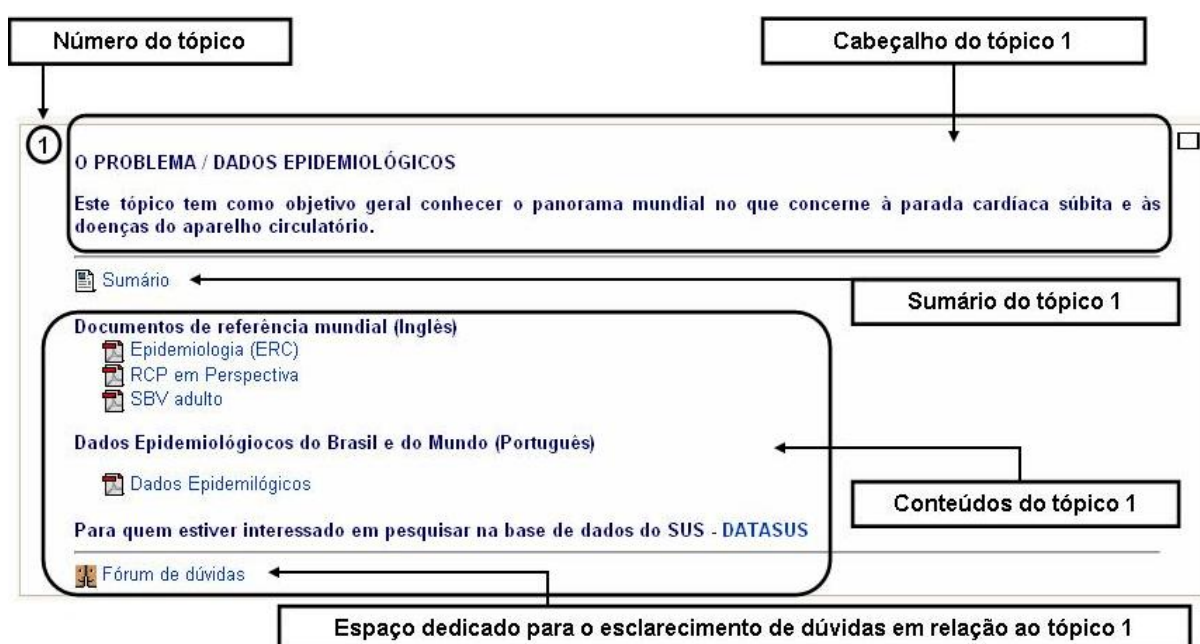 Número do tópico
Cabeçalho do tópico 1
1
O PROBLEMA / DADOS EPIDEMIOLÓGICOS
Este tópico tem como objetivo geral conhecer o panorama mundial no que concerne à parada cardíaca súbita e às
doenças do aparelho circulatório.
Sumário
Sumário do tópico 1
Documentos de referência mundial (Inglês)
Epidemiologia (ERC)
RCP em Perspectiva
SBV adulto
Dados Epidemiológiocos do Brasil e do Mundo (Português)
Dados Epidemilógicos
Conteúdos do tópico 1
Para quem estiver interessado em pesquisar na base de dados do SUS - DATASUS
Fórum de dúvidas
Espaço dedicado para o esclarecimento de dúvidas em relação ao tópico 1